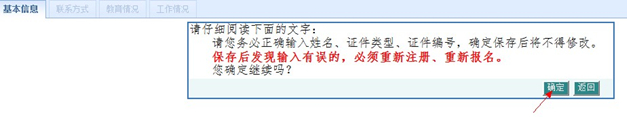 基本信息 联系方式 教育情况 工作情况
请仔细阅读下面的文字：
请您务必正确输入姓名、证件类型、证件编号，确定保存后将不得修改。
保存后发现输入有误的，必须重新注册、重新报名。
您确定继续吗？
确定 返回